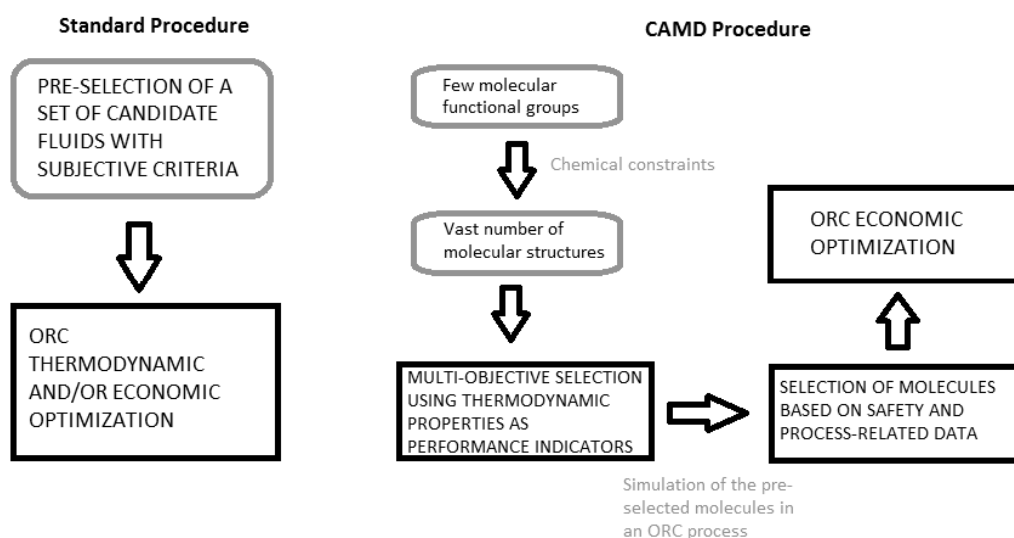 Standard Procedure
PRE-SELECTION OF A
SET OF CANDIDATE
FLUIDS WITH
SUBJECTIVE CRITERIA
ORC
THERMODYNAMIC
AND/OR ECONOMIC
OPTIMIZATION
CAMD Procedure
Few molecular
functional groups
Chemical constraints
Vast number of
molecular structures
MULTI-OBJECTIVE SELECTION
USING THERMODYNAMIC
PROPERTIES AS
PERFORMANCE INDICATORS
Simulation of the pre-
selected molecules in
an ORC process
SELECTION OF MOLECULES
BASED ON SAFETY AND
PROCESS-RELATED DATA
ORC ECONOMIC
OPTIMIZATION